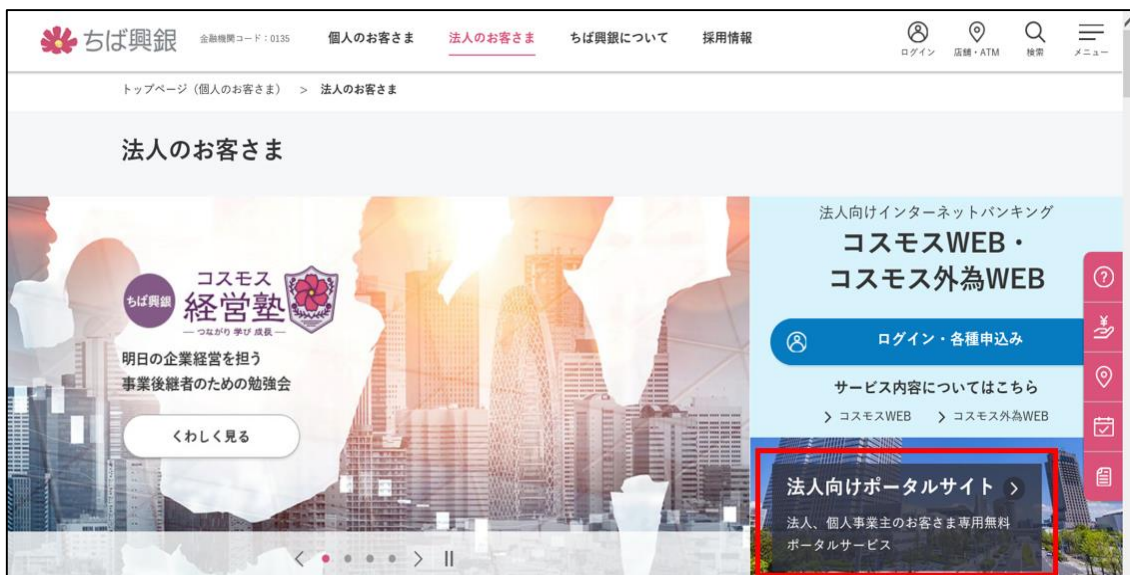 ちば興銀
金融機関コード：0135
個人のお客さま
法人のお客さま
ちば興銀について
採用情報
ログイン
店舗・ATM
検索
メニュー
トップページ（個人のお客さま） > 法人のお客さま
法人のお客さま
ちば興銀
コスモス
経営塾
― つながり 学び 成長 ―
明日の企業経営を担う
事業後継者のための勉強会
くわしく見る
法人向けインターネットバンキング
コスモスWEB・
コスモス外為WEB
ログイン・各種申込み
サービス内容についてはこちら
コスモスWEB
コスモス外為WEB
法人向けポータルサイト
法人、個人事業主のお客さま専用無料
ポータルサービス